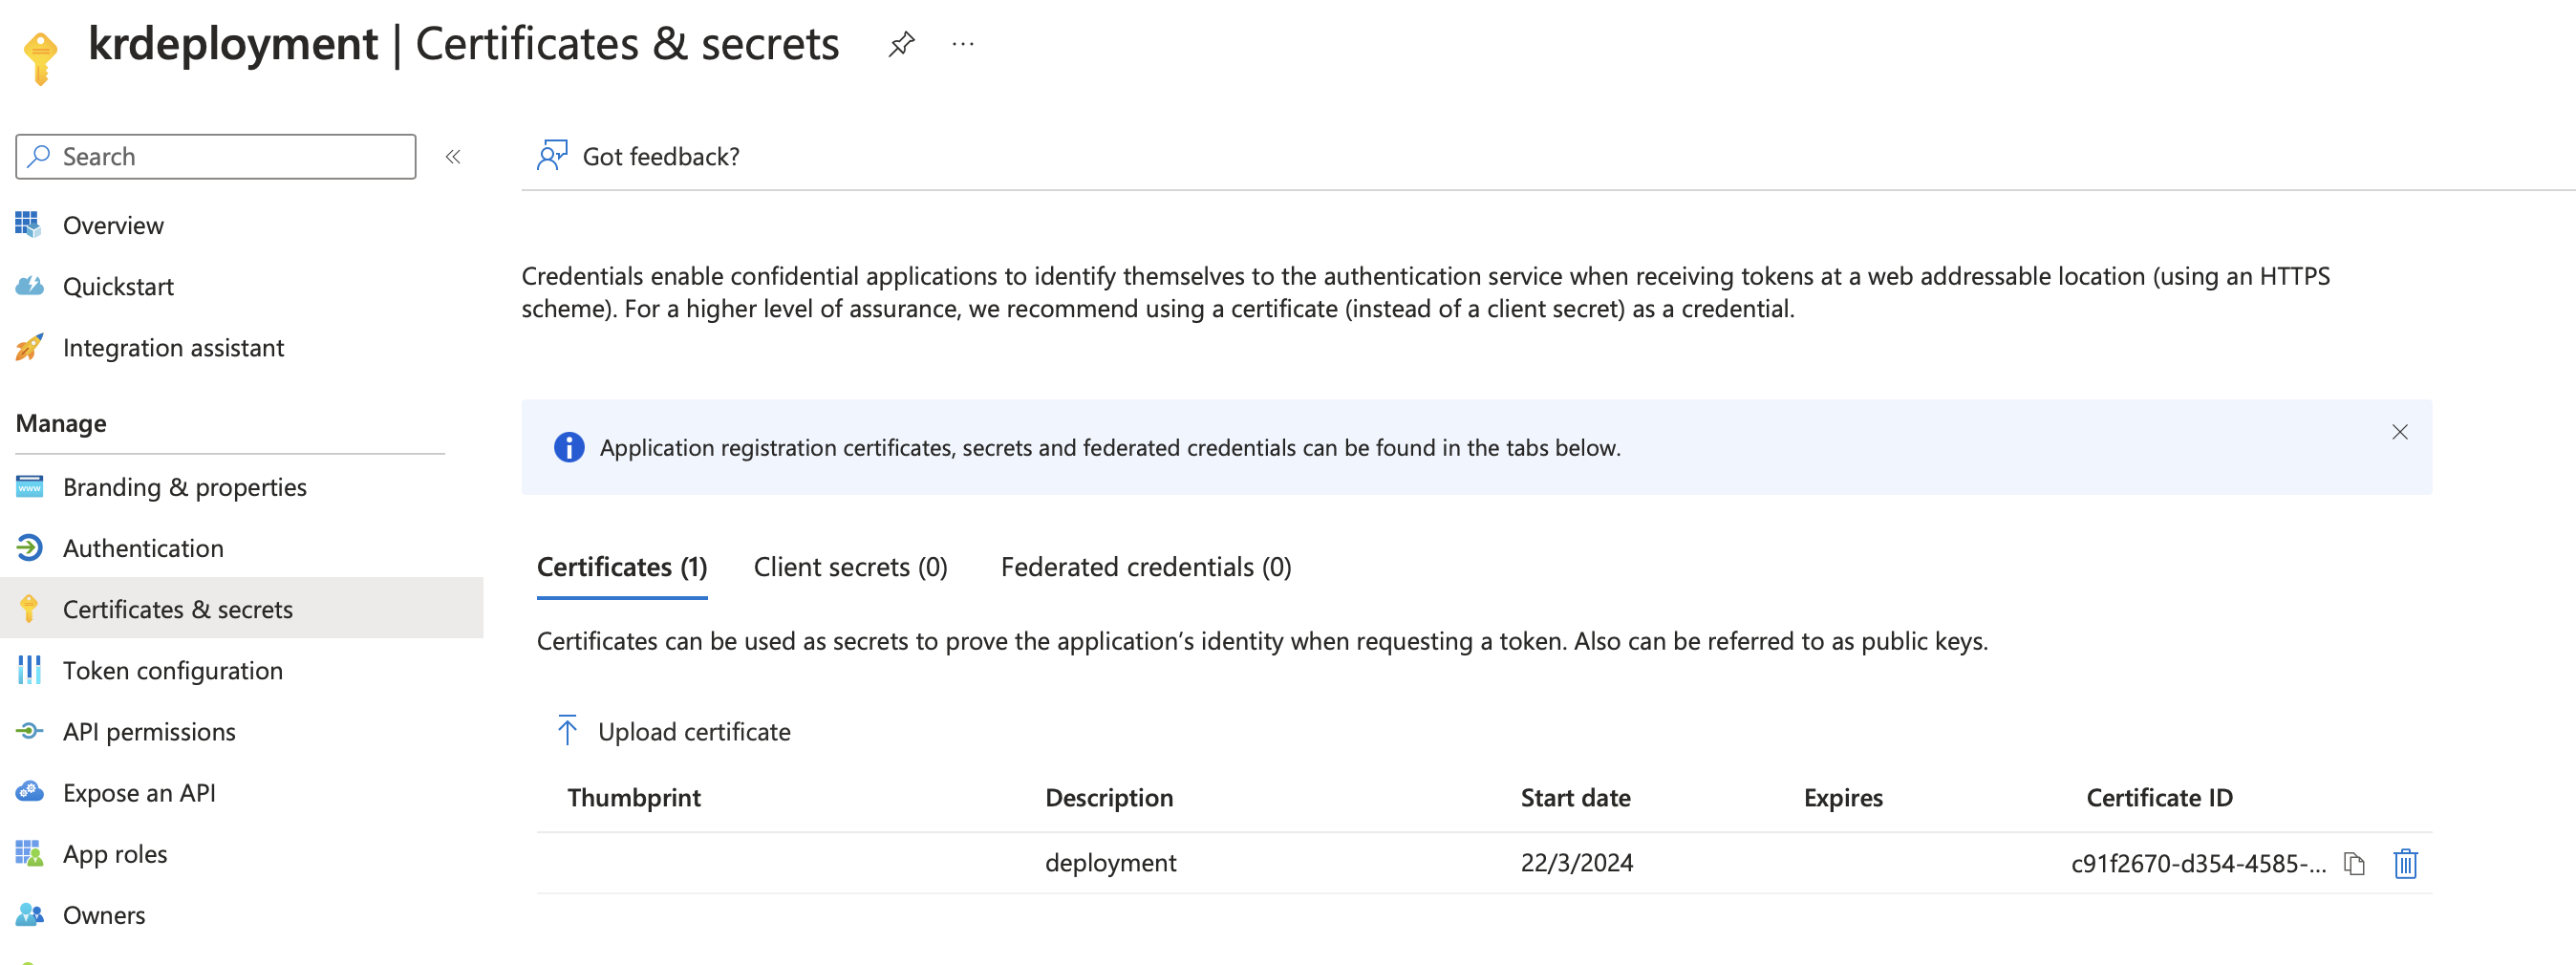 krdeployment | Certificates & secrets
Search
Got feedback?
Overview
Quickstart
Integration assistant
Manage
Branding & properties
Authentication
Certificates & secrets
Token configuration
API permissions
Expose an API
App roles
Owners
Credentials enable confidential applications to identify themselves to the authentication service when receiving tokens at a web addressable location (using an HTTPS
scheme). For a higher level of assurance, we recommend using a certificate (instead of a client secret) as a credential.
Application registration certificates, secrets and federated credentials can be found in the tabs below.
Certificates (1) Client secrets (0) Federated credentials (0)
Certificates can be used as secrets to prove the application’s identity when requesting a token. Also can be referred to as public keys.
Upload certificate
Thumbprint Description Start date Expires Certificate ID
deployment 22/3/2024 c91f2670-d354-4585-...